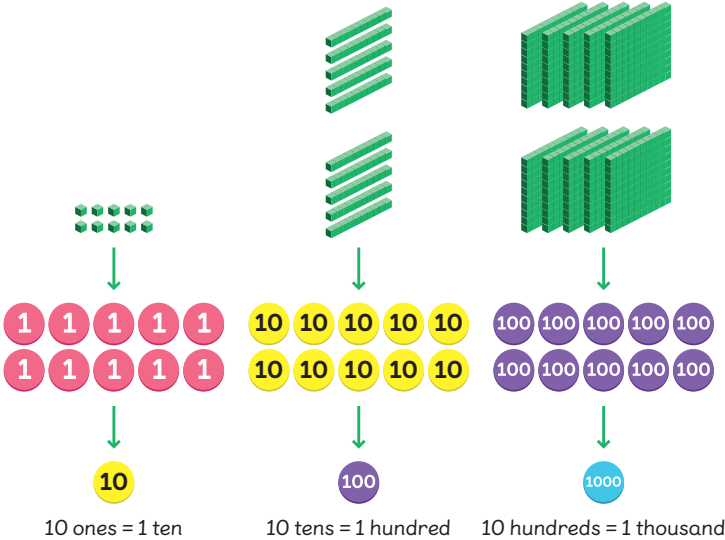 1 1 1 1 1
1 1 1 1 1
10
10 ones = 1 ten
10 10 10 10 10
10 10 10 10 10
100
10 tens = 1 hundred
100 100 100 100 100
100 100 100 100 100
1000
10 hundreds = 1 thousand